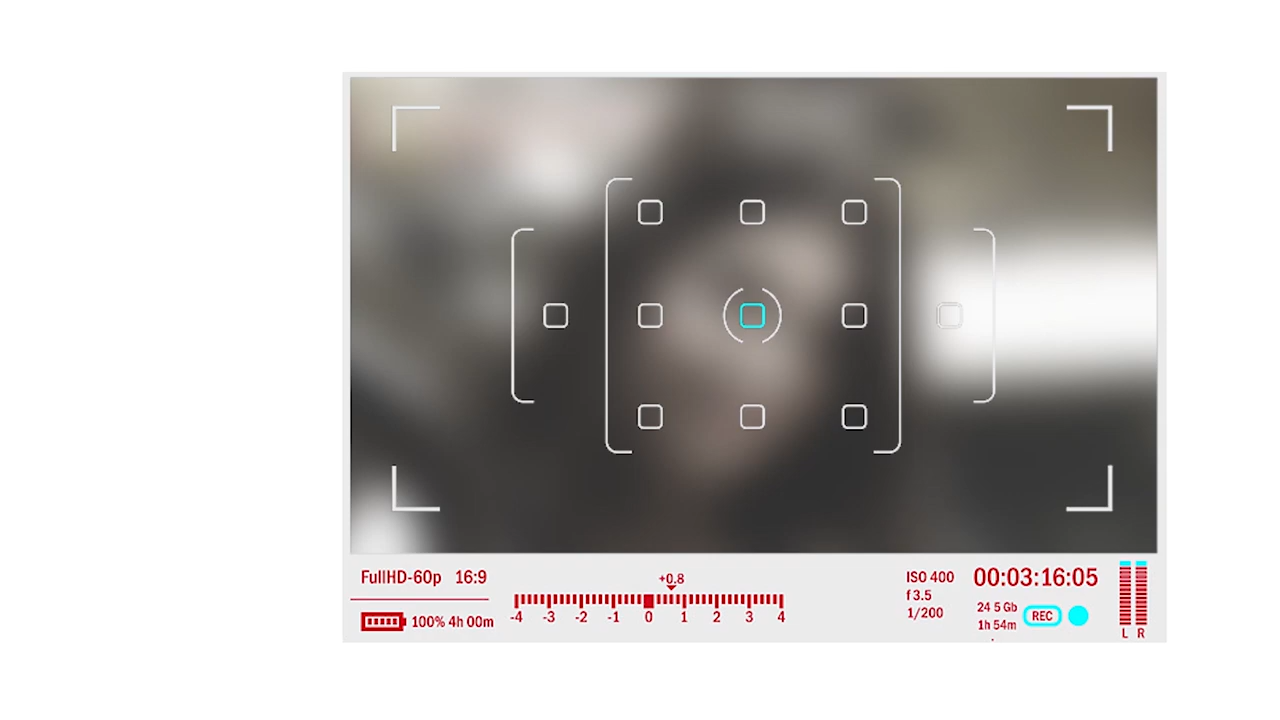 FullHD-60p 16:9
100% 4h 00m
+0.8
-4 -3 -2 -1 0 1 2 3 4
ISO 400
f 3.5
1/200
00:03:16:05
24 5 Gb
1h 54m
REC
L R